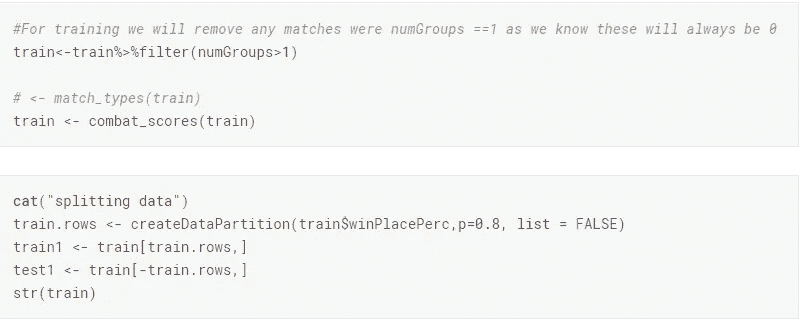 #For training we will remove any matches were numGroups ==1 as we know these will always be 0
train<-train%>%filter(numGroups>1)
# <- match_types(train)
train <- combat_scores(train)
cat("splitting data")
train.rows <- createDataPartition(train$winPlacePerc,p=0.8, list = FALSE)
train1 <- train[train.rows,]
test1 <- train[-train.rows,]
str(train)